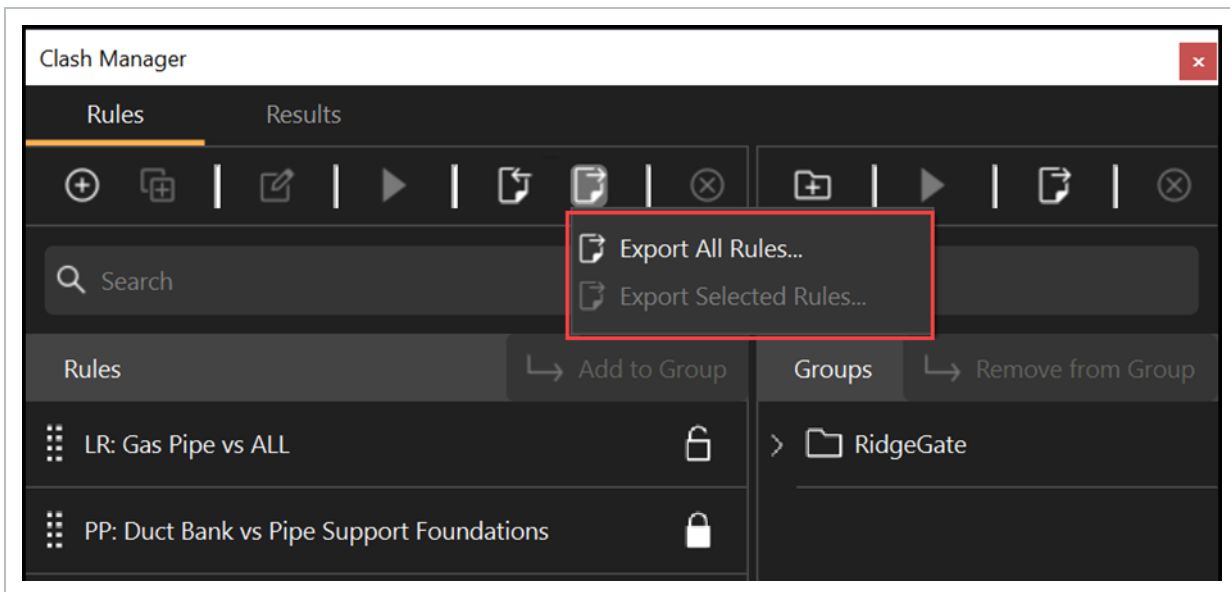 Clash Manager
Rules Results
Export All Rules...
Search
Export Selected Rules...
Rules Add to Group Groups Remove from Group
LR: Gas Pipe vs ALL
RidgeGate
PP: Duct Bank vs Pipe Support Foundations